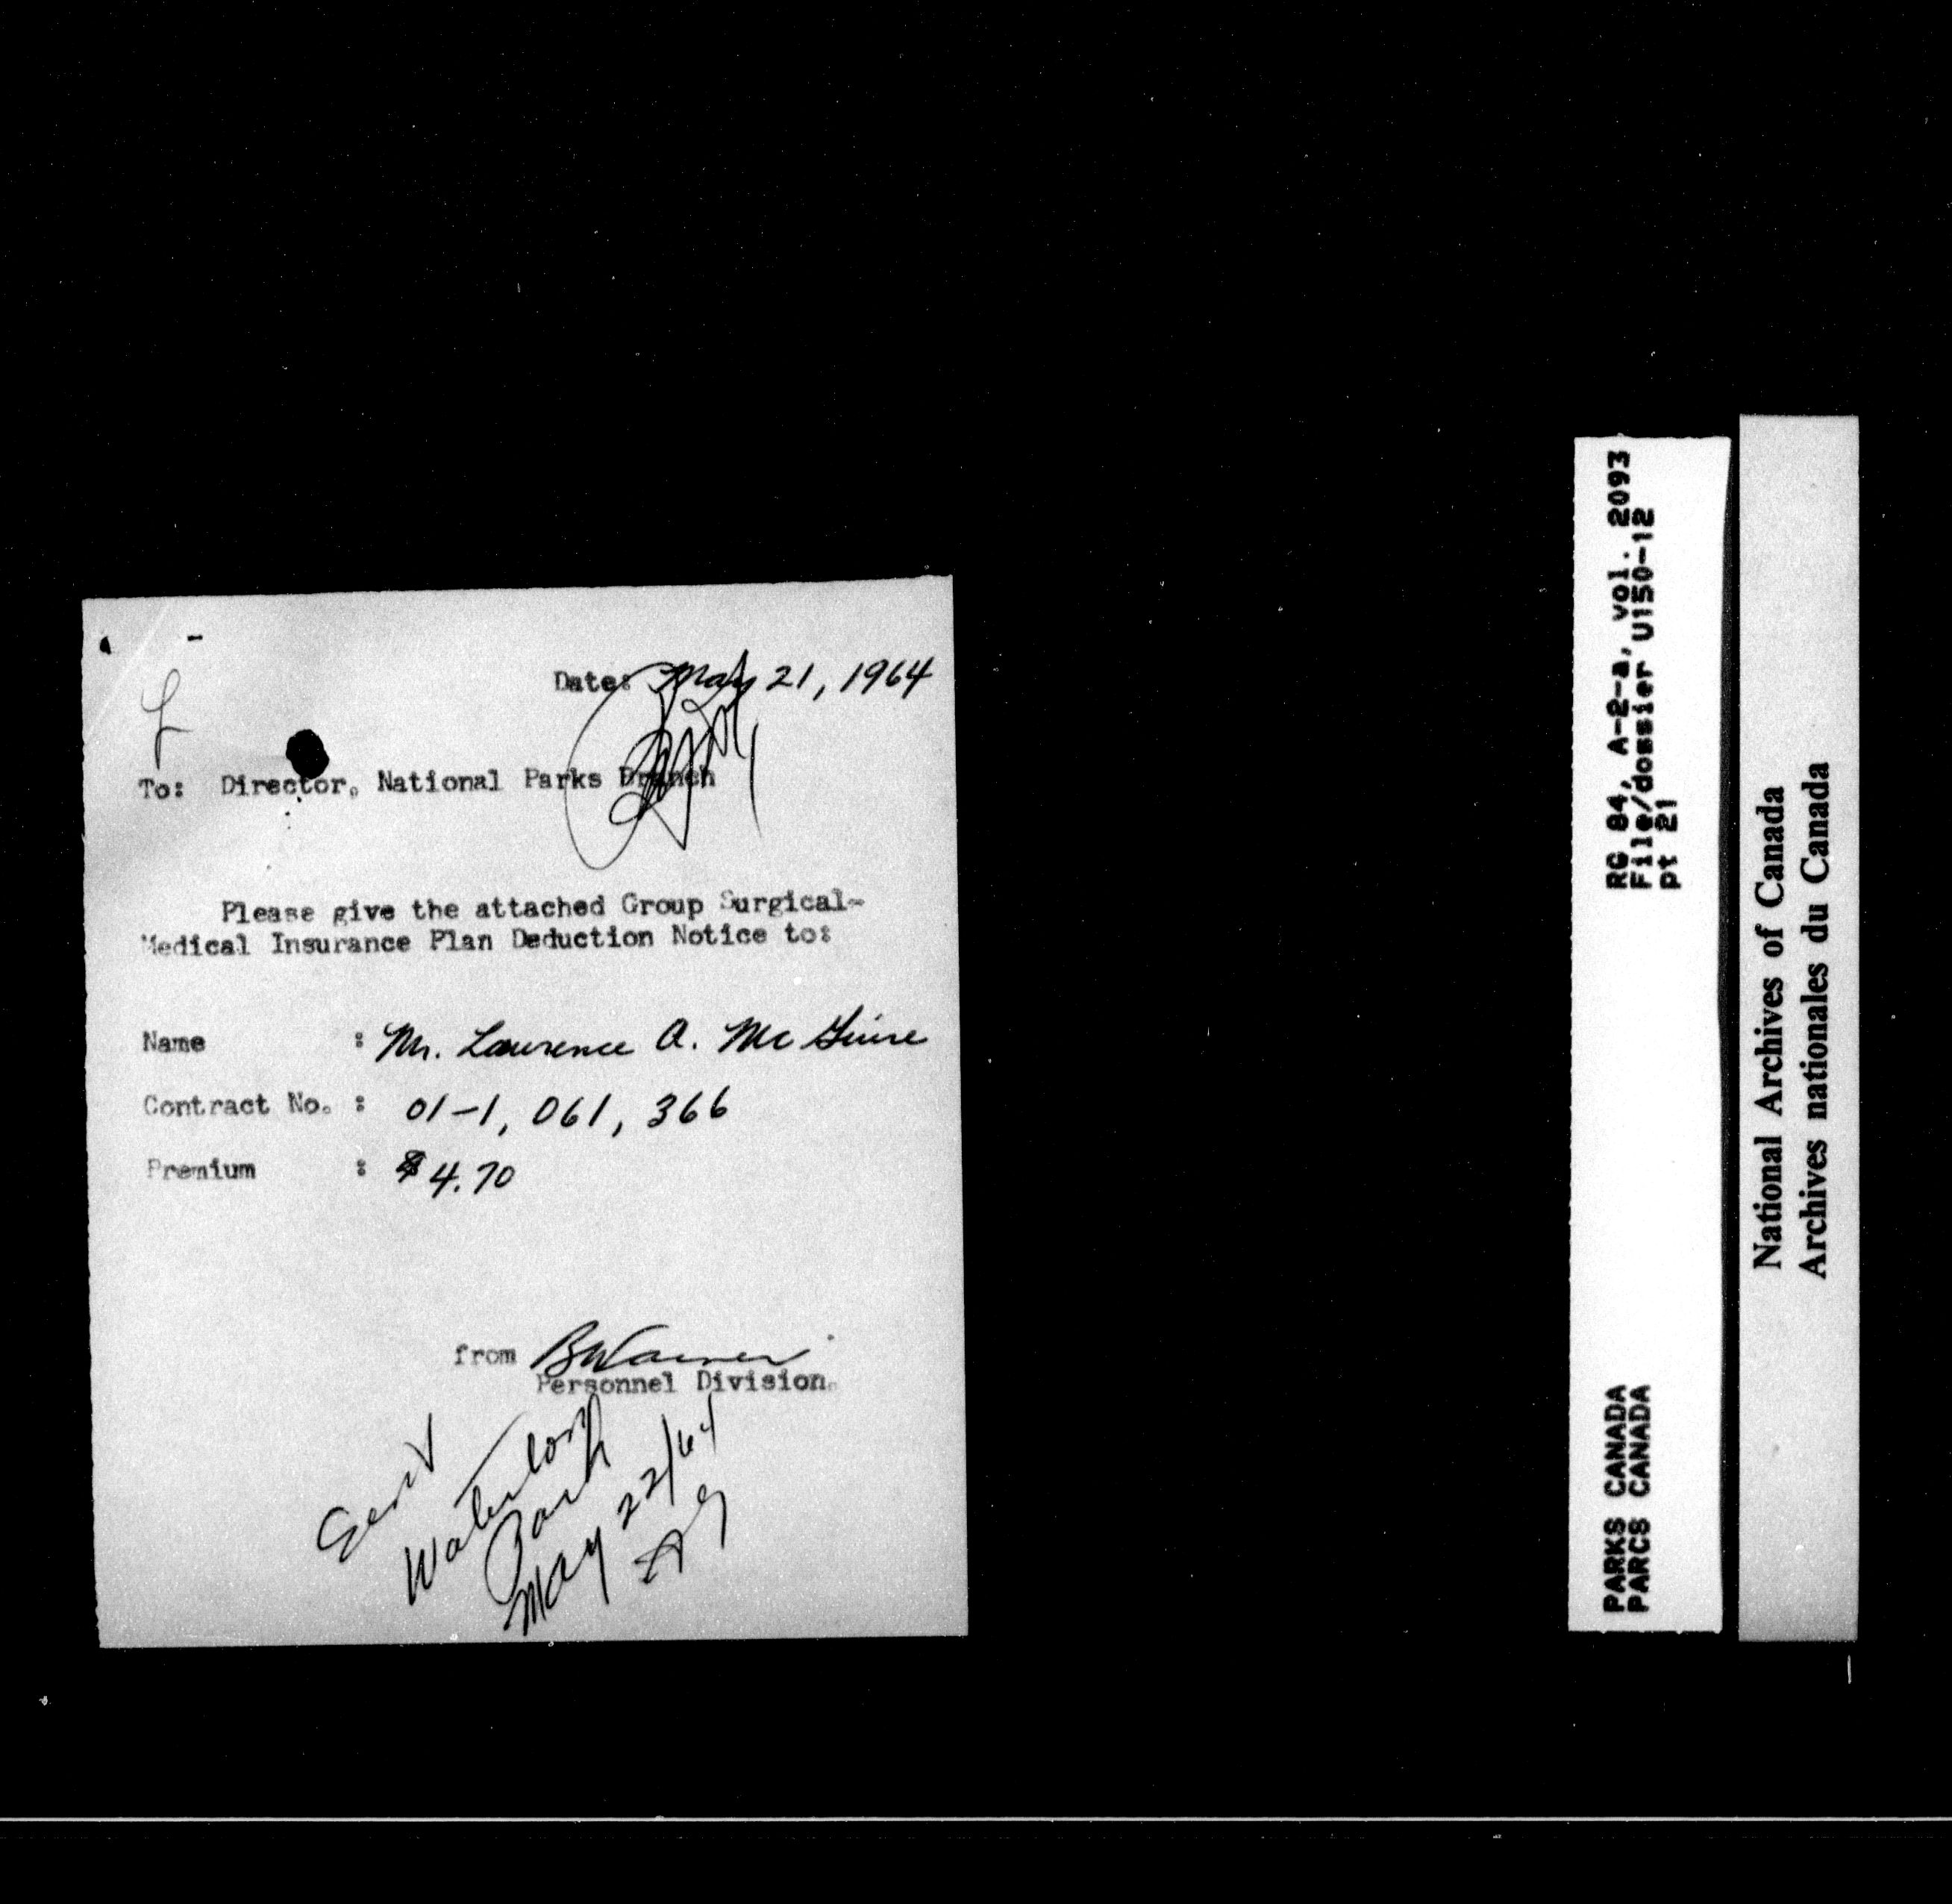 Date: May 21, 1964
To: Director, National Parks Branch
Please give the attached Group Surgical-
Medical Insurance Plan Deduction Notice to:
Name : Mr. Lawrence A. McGuire
Contract No. : 01-1,061,366
Premium : $4.70
from B Warner
Personnel Division.
Sent
Waterton
Park
May 22/64
RG 84, A-2-a, vol. 2093
File/dossier U150-12
pt 21
PARKS CANADA
PARCS CANADA
National Archives of Canada
Archives nationales du Canada